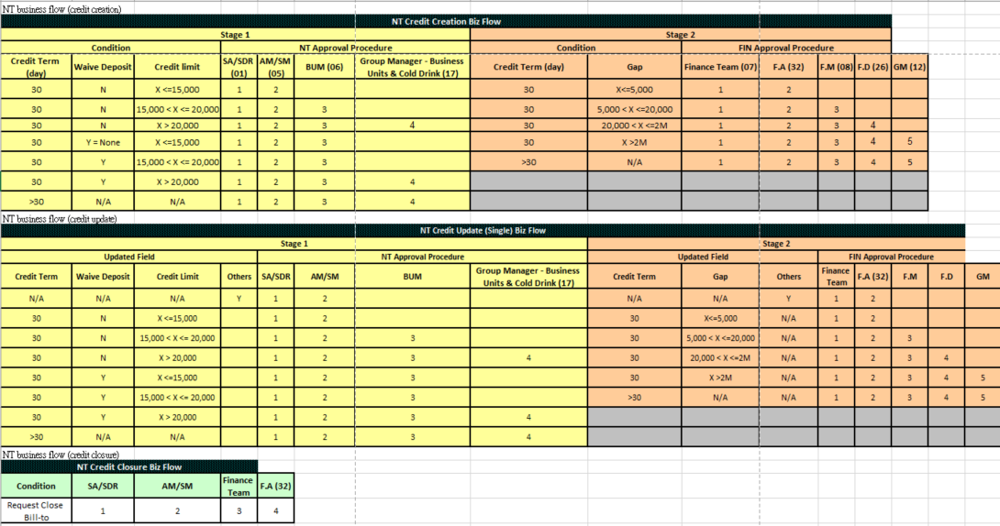 NT business flow (credit creation)
NT Credit Creation Biz Flow
Stage 1 Stage 2
Condition NT Approval Procedure Condition FIN Approval Procedure
Credit Term (day) Waive Deposit Credit limit SA/SDR (01) AM/SM (05) BUM (06) Group Manager - Business Units & Cold Drink (17) Credit Term (day) Gap Finance Team (07) F.A (32) F.M (08) F.D (26) GM (12)
30 N X <=15,000 1 2 30 X<=5,000 1 2
30 N 15,000 < X <= 20,000 1 2 3 30 5,000 < X <=20,000 1 2 3
30 N X > 20,000 1 2 3 4 30 20,000 < X <=2M 1 2 3 4
30 Y = None X <=15,000 1 2 3 30 X >2M 1 2 3 4 5
30 Y 15,000 < X <= 20,000 1 2 3 >30 N/A 1 2 3 4 5
30 Y X > 20,000 1 2 3 4
>30 N/A N/A 1 2 3 4
NT business flow (credit update)
NT Credit Update (Single) Biz Flow
Stage 1 Stage 2
Updated Field NT Approval Procedure Updated Field FIN Approval Procedure
Credit Term Waive Deposit Credit Limit Others SA/SDR AM/SM BUM Group Manager - Business Units & Cold Drink (17) Credit Term Gap Others Finance Team F.A (32) F.M F.D GM
N/A N/A N/A Y 1 2 N/A N/A Y 1 2
30 N X <=15,000 1 2 30 X<=5,000 N/A 1 2
30 N 15,000 < X <= 20,000 1 2 3 30 5,000 < X <=20,000 N/A 1 2 3
30 N X > 20,000 1 2 3 4 30 20,000 < X <=2M N/A 1 2 3 4
30 Y X <=15,000 1 2 3 30 X >2M N/A 1 2 3 4 5
30 Y 15,000 < X <= 20,000 1 2 3 >30 N/A N/A 1 2 3 4 5
30 Y X > 20,000 1 2 3 4
>30 N/A N/A 1 2 3 4
NT business flow (credit closure)
NT Credit Closure Biz Flow
Condition SA/SDR AM/SM Finance Team F.A (32)
Request Close Bill-to 1 2 3 4